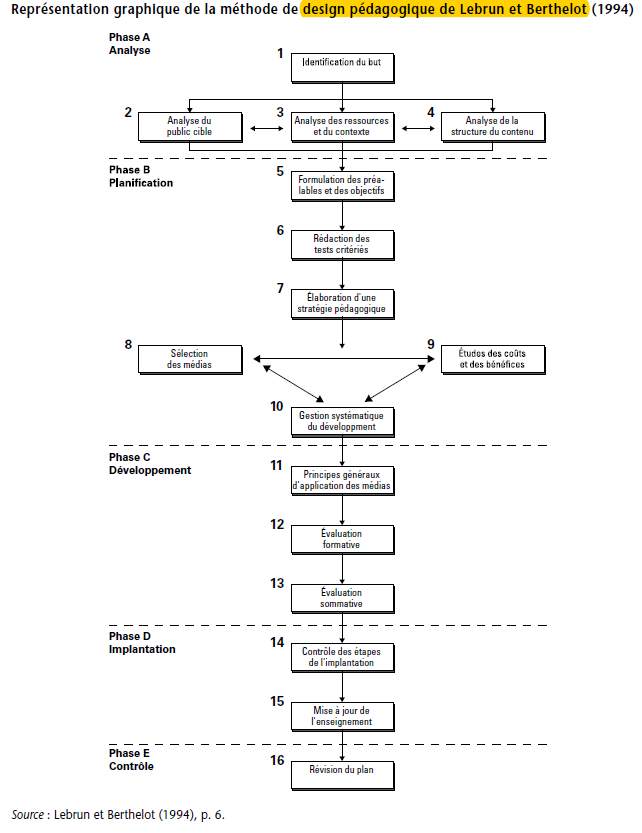 Représentation graphique de la méthode de design pédagogique de Lebrun et Berthelot (1994)
Phase A
Analyse
1
Identification du but
2
Analyse du
public cible
3
Analyse des ressources
et du contexte
4
Analyse de la
structure du contenu
Phase B
Planification
5
Formulation des préa-
lables et des objectifs
6
Rédaction des
tests critériés
7
Élaboration d'une
stratégie pédagogique
8
Sélection
des médias
9
Études des coûts
et des bénéfices
10
Gestion systématique
du développment
Phase C
Développement
11
Principes généraux
d'application des médias
12
Évaluation
formative
13
Évaluation
sommative
Phase D
Implantation
14
Contrôle des étapes
de l'implantation
15
Mise à jour de
l'enseignement
Phase E
Contrôle
16
Révision du plan
Source : Lebrun et Berthelot (1994), p. 6.